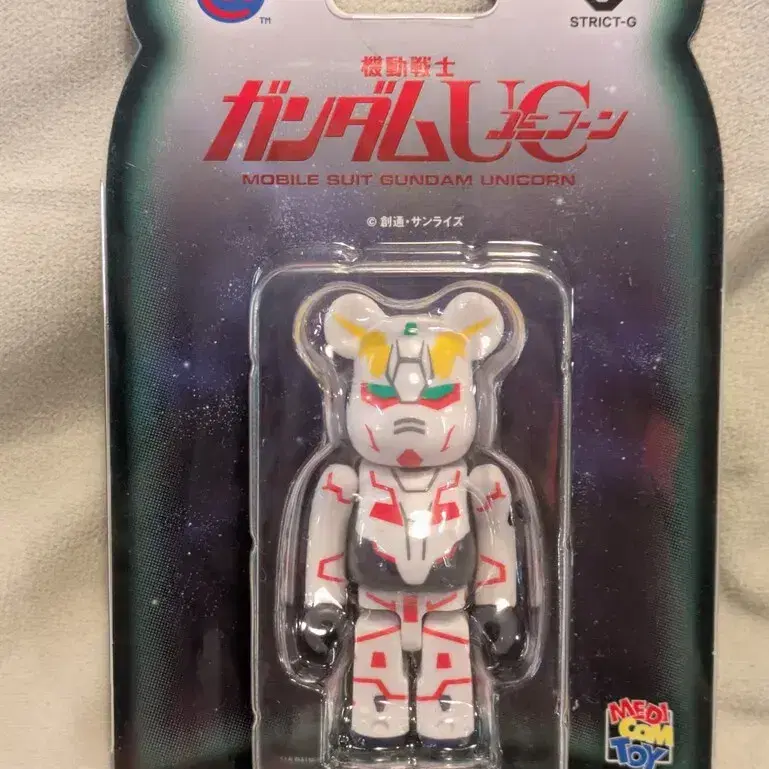 TM
STRICT-G
機動戦士
ガンダムUC
ユニコーン
MOBILE SUIT GUNDAM UNICORN
© 創通・サンライズ
MEDI
COM
TOY